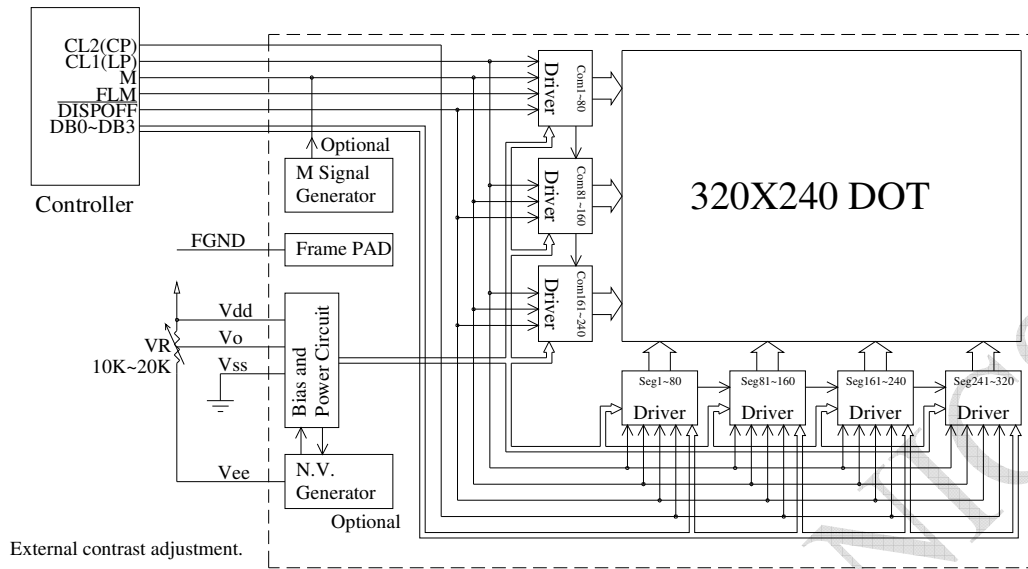 CL2(CP)
CL1(LP)
M
FLM
DISPOFF
DB0~DB3
Controller
Optional
M Signal
Generator
FGND
Frame PAD
Vdd
Vo
Vss
VR
10K~20K
Bias and
Power Circuit
Vee
N.V.
Generator
Optional
External contrast adjustment.
Driver
Com1~80
Driver
Com81~160
Driver
Com161~240
320X240 DOT
Seg1~80
Driver
Seg81~160
Driver
Seg161~240
Driver
Seg241~320
Driver